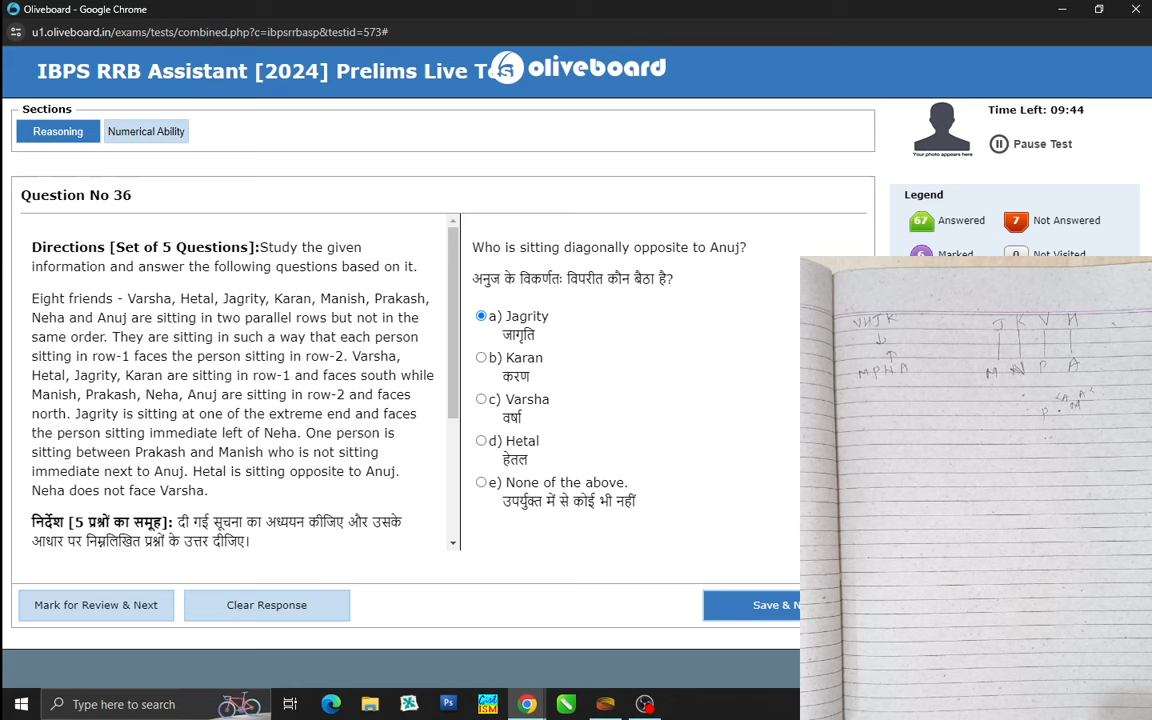 Oliveboard - Google Chrome
u1.oliveboard.in/exams/tests/combined.php?c=ibpsrrbasp&testid=573#
IBPS RRB Assistant [2024] Prelims Live Test
oliveboard
Sections
Reasoning
Numerical Ability
Time Left: 09:44
Your photo appears here
Pause Test
Question No 36
Legend
67 Answered
7 Not Answered
Marked
Not Visited
Directions [Set of 5 Questions]:Study the given
information and answer the following questions based on it.
Eight friends - Varsha, Hetal, Jagrity, Karan, Manish, Prakash,
Neha and Anuj are sitting in two parallel rows but not in the
same order. They are sitting in such a way that each person
sitting in row-1 faces the person sitting in row-2. Varsha,
Hetal, Jagrity, Karan are sitting in row-1 and faces south while
Manish, Prakash, Neha, Anuj are sitting in row-2 and faces
north. Jagrity is sitting at one of the extreme end and faces
the person sitting immediate left of Neha. One person is
sitting between Prakash and Manish who is not sitting
immediate next to Anuj. Hetal is sitting opposite to Anuj.
Neha does not face Varsha.
निर्देश [5 प्रश्नों का समूह]: दी गई सूचना का अध्ययन कीजिए और उसके
आधार पर निम्नलिखित प्रश्नों के उत्तर दीजिए।
Who is sitting diagonally opposite to Anuj?
अनुज के विकर्णतः विपरीत कौन बैठा है?
a) Jagrity
जागृति
b) Karan
करण
c) Varsha
वर्षा
d) Hetal
हेतल
e) None of the above.
उपर्युक्त में से कोई भी नहीं
Mark for Review & Next
Clear Response
Save & N
VHJK
MPNA
J K V H
M N P A
Type here to search